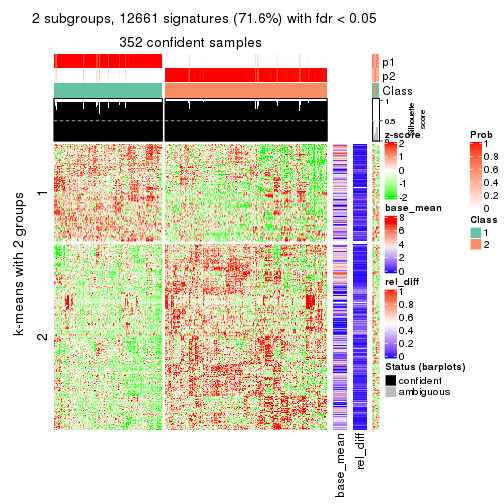 2 subgroups, 12661 signatures (71.6%) with fdr < 0.05
352 confident samples
p1
p2
Class
1
0.5
Silhouette
score
k-means with 2 groups
1
2
z-score
2
1
0
-1
-2
base_mean
8
6
4
2
0
rel_diff
1
0.8
0.6
0.4
0.2
0
Status (barplots)
confident
ambiguous
Prob
1
0.8
0.6
0.4
0.2
0
Class
1
2
base_mean
rel_diff